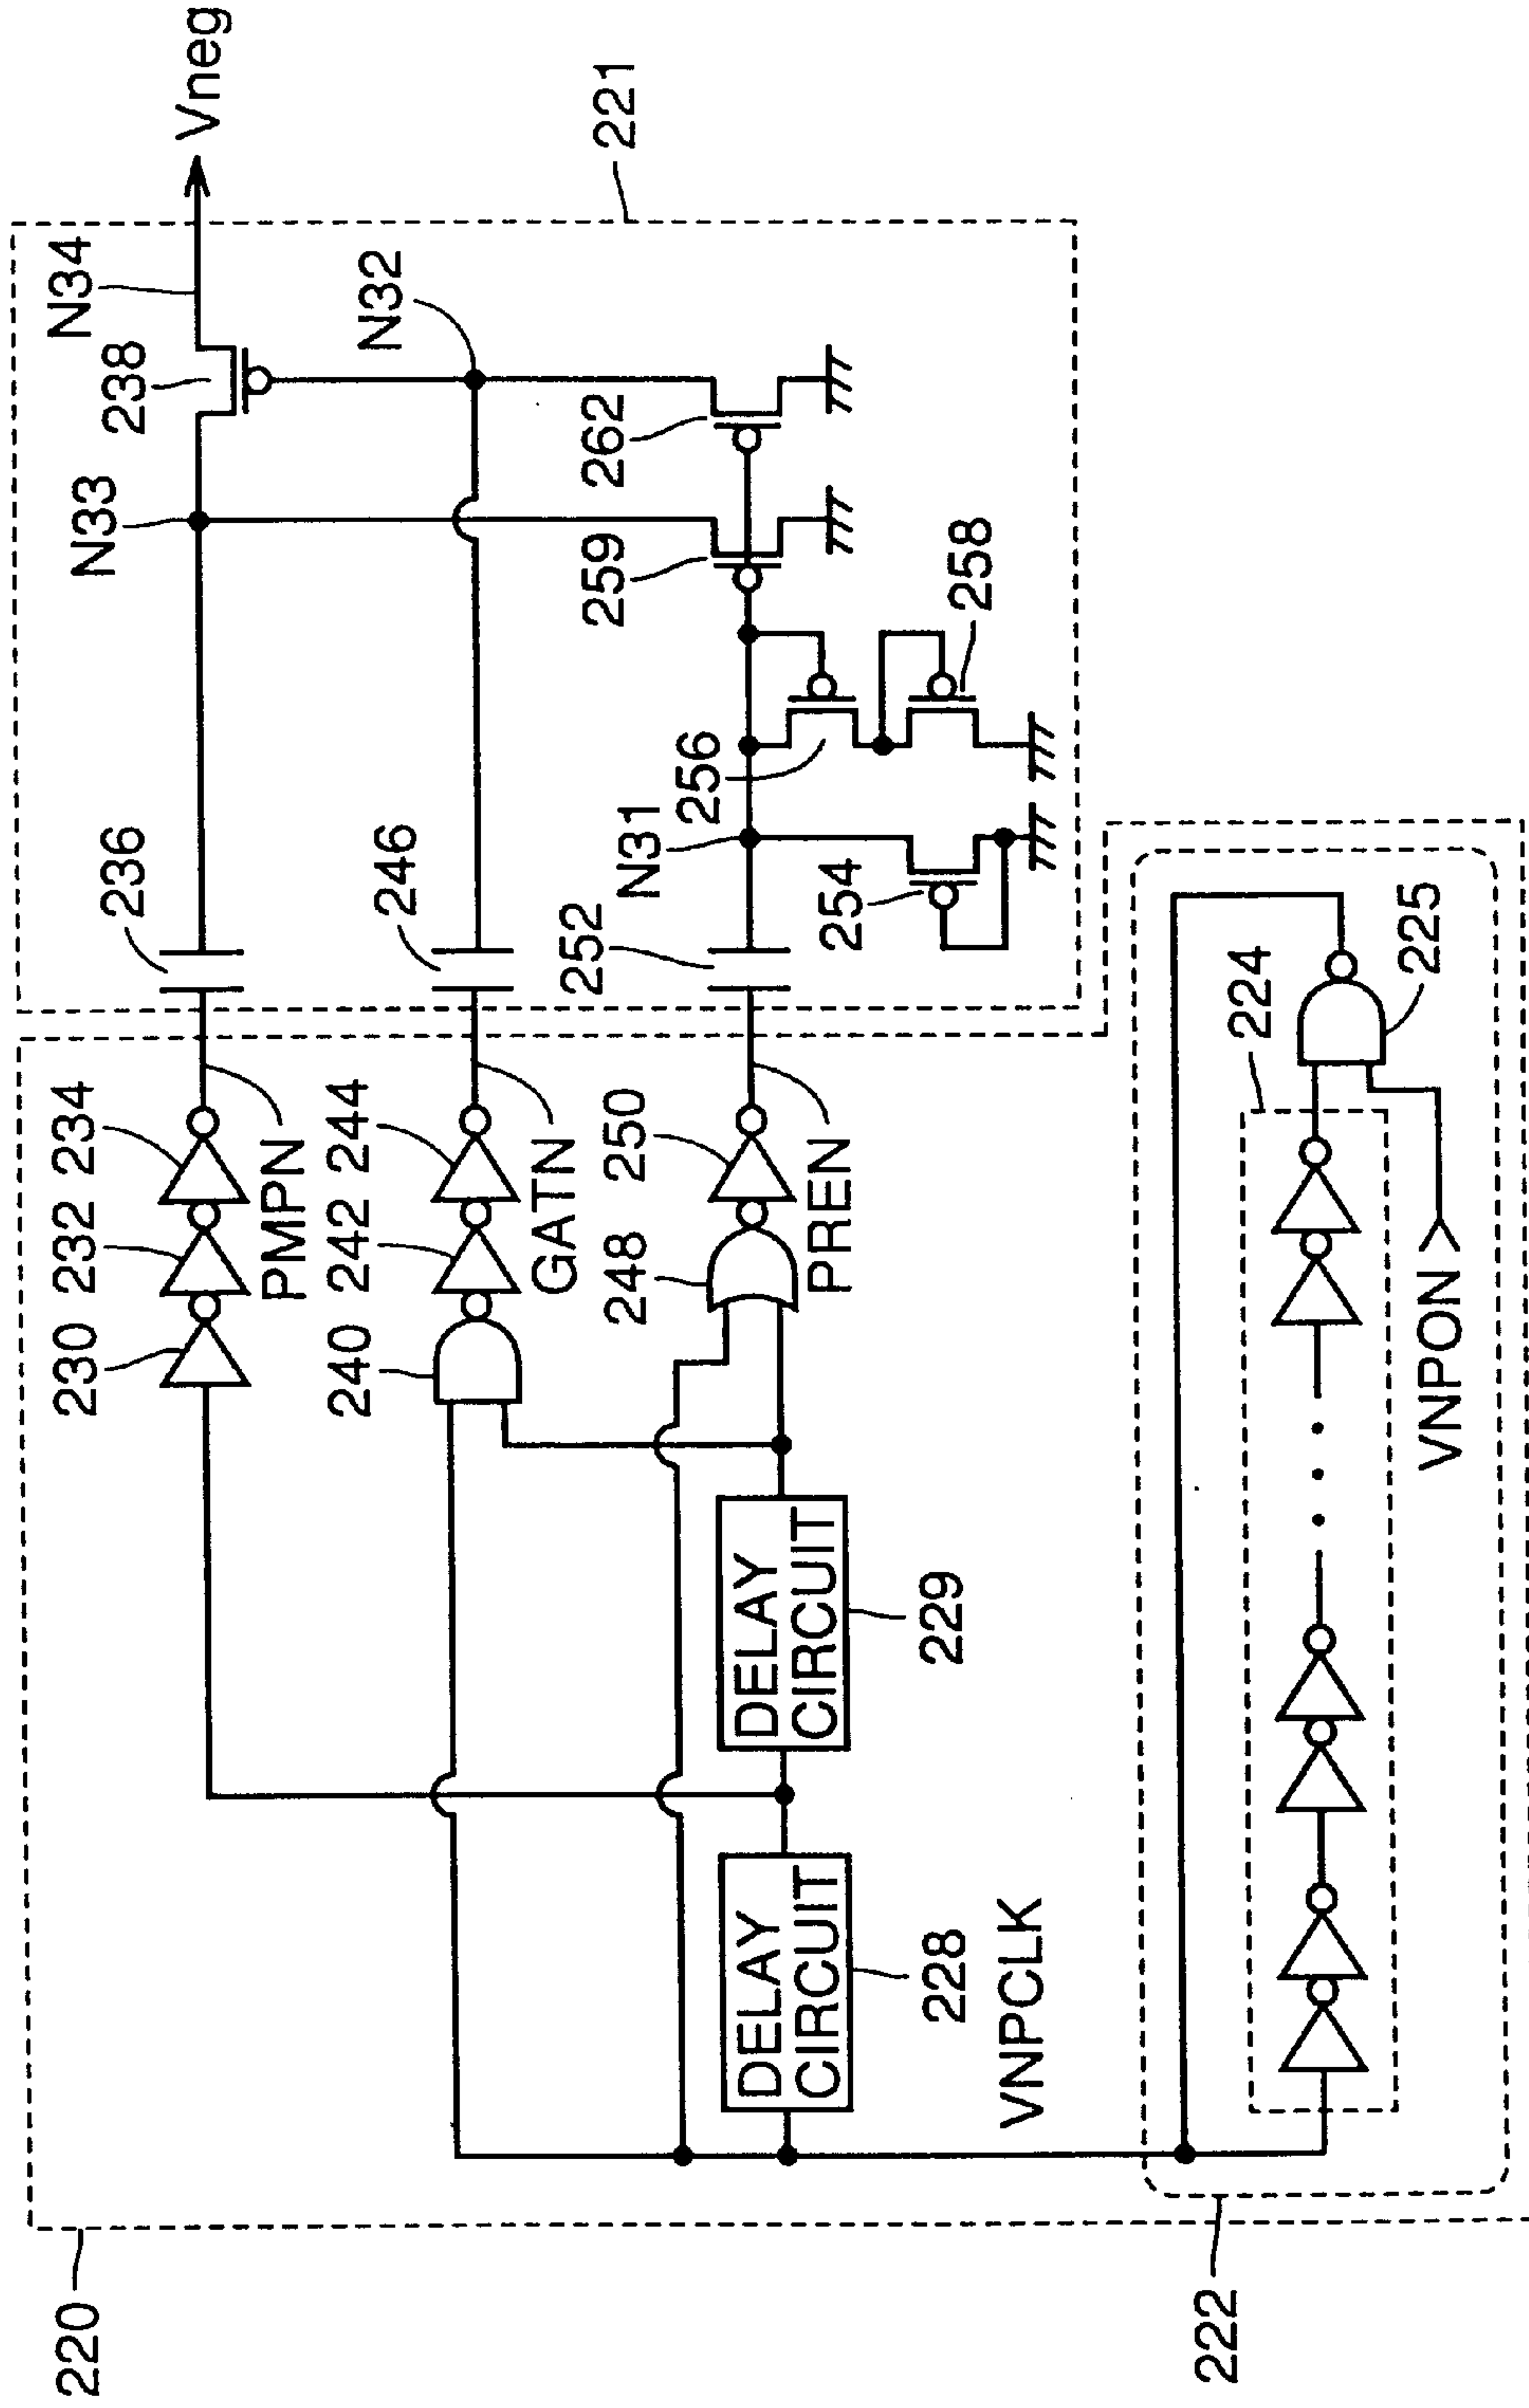 220
230
232
234
PMPN
236
N33
238
N34
Vneg
240
242
244
GATN
246
N32
221
248
250
PREN
252
N31
254
256
258
259
262
DELAY
CIRCUIT
228
DELAY
CIRCUIT
229
VNPCLK
222
224
225
VNPON